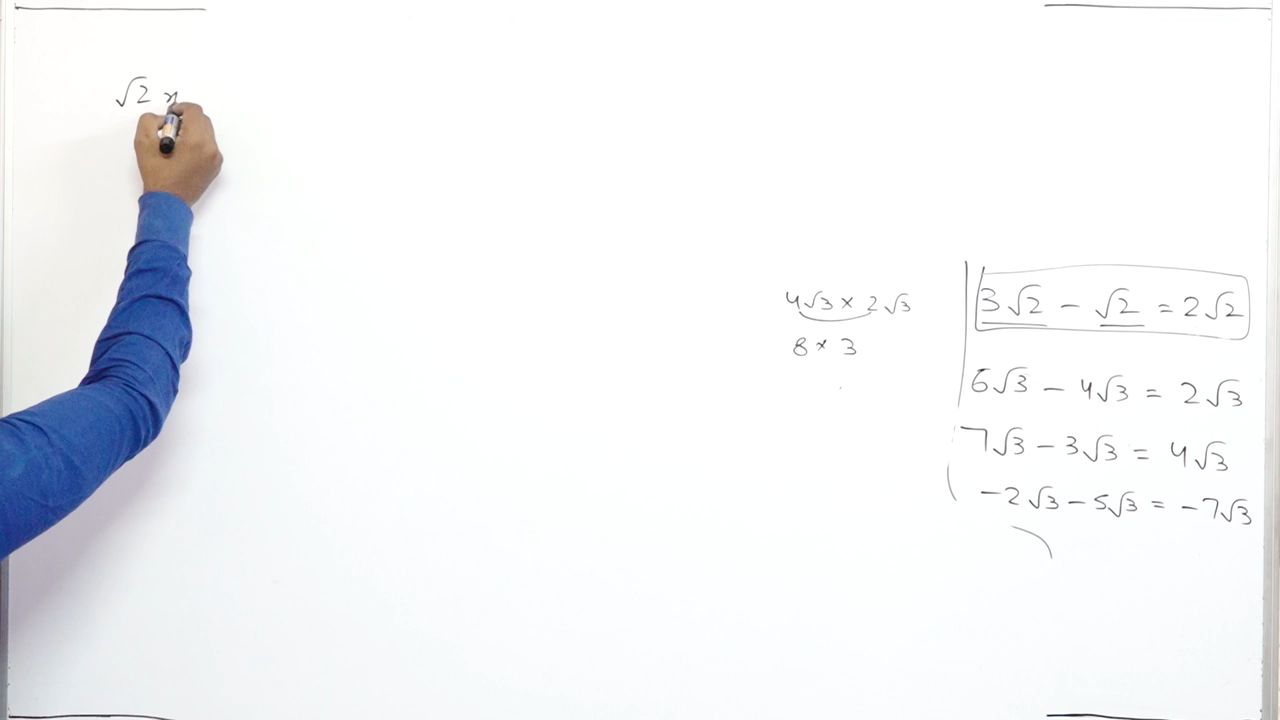 √2 x
4√3 × 2√3
8 × 3
3√2 - √2 = 2√2
6√3 - 4√3 = 2√3
7√3 - 3√3 = 4√3
-2√3 - 5√3 = -7√3